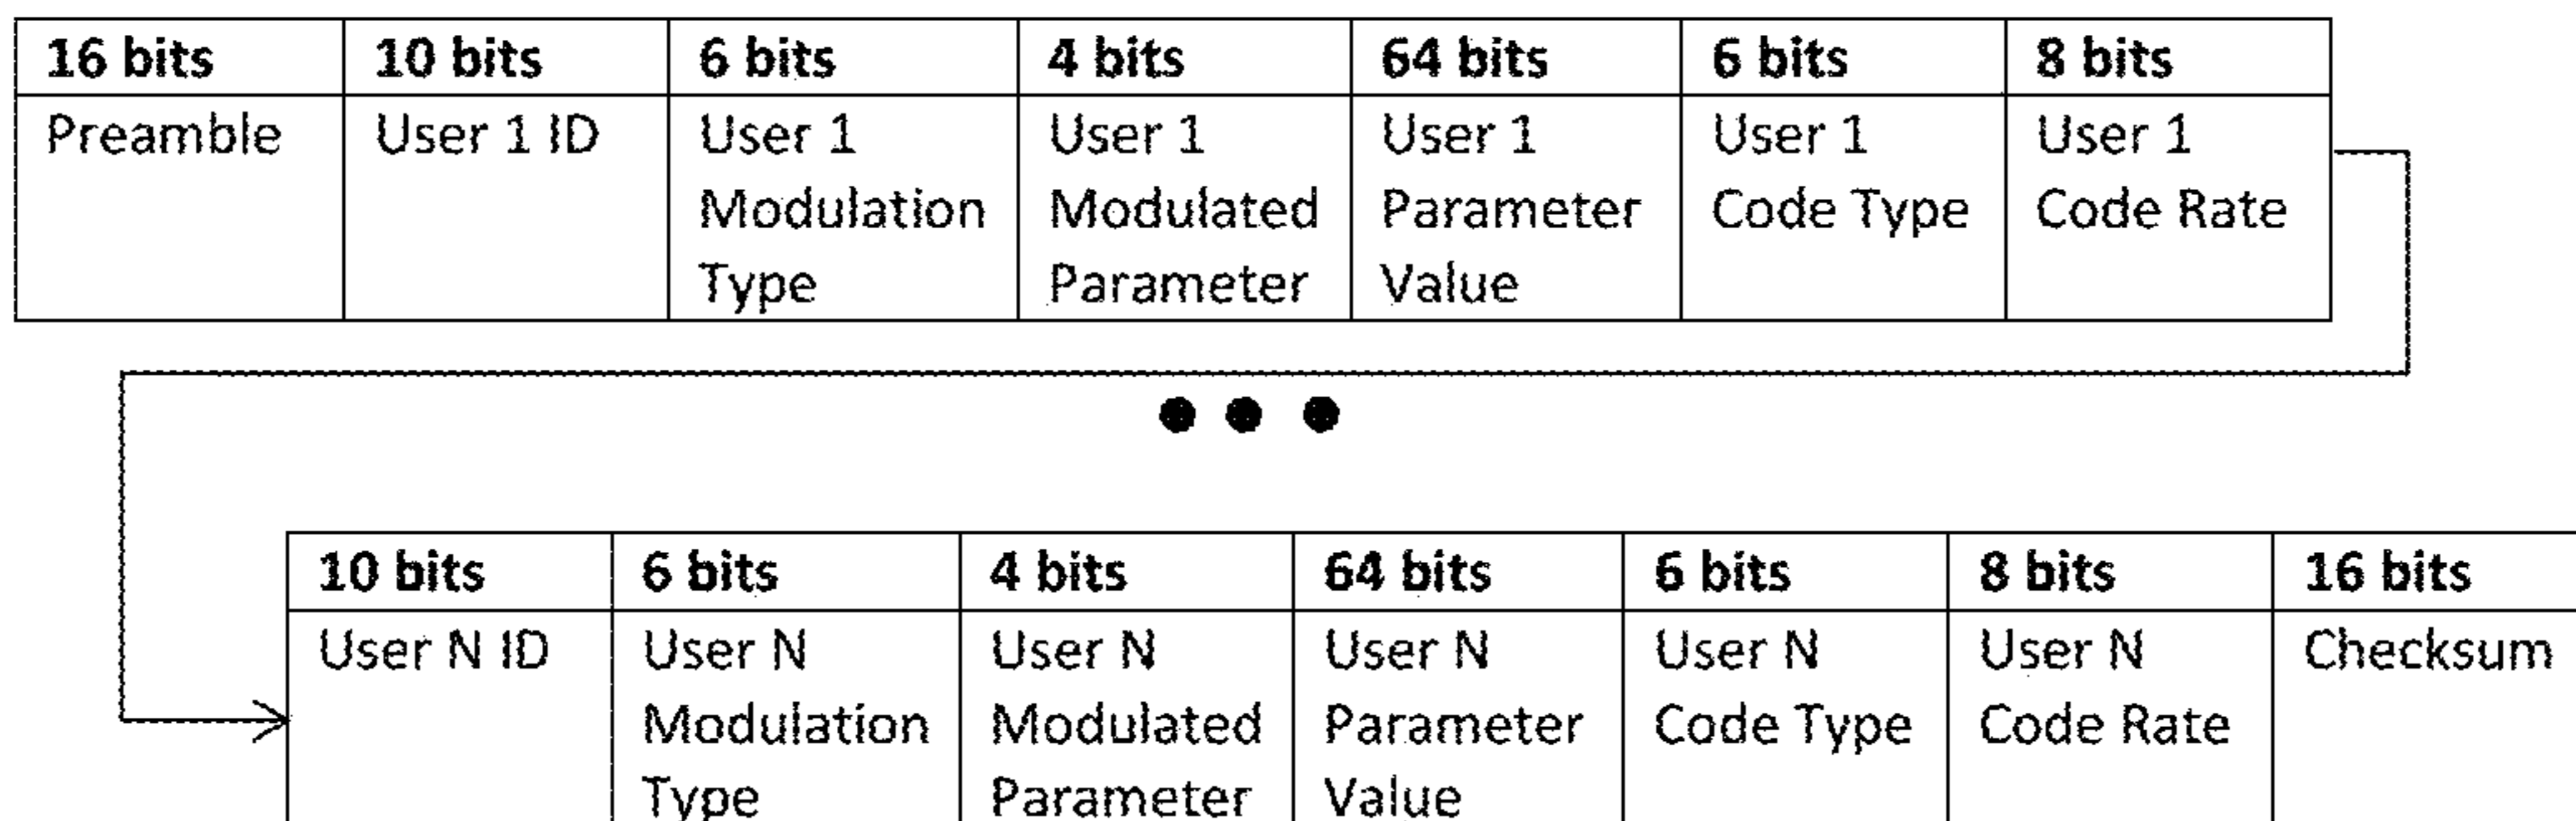 16 bits 10 bits 6 bits 4 bits 64 bits 6 bits 8 bits
Preamble User 1 ID User 1 User 1 User 1 User 1 User 1
Modulation Modulated Parameter Code Type Code Rate
Type Parameter Value
10 bits 6 bits 4 bits 64 bits 6 bits 8 bits 16 bits
User N ID User N User N User N User N User N Checksum
Modulation Modulated Parameter Code Type Code Rate
Type Parameter Value